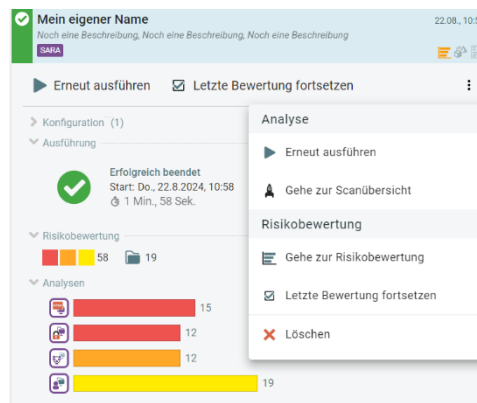 Mein eigener Name
22.08., 10:5
Noch eine Beschreibung, Noch eine Beschreibung, Noch eine Beschreibung
SARA
Erneut ausführen
Letzte Bewertung fortsetzen
Konfiguration (1)
Ausführung
Erfolgreich beendet
Start: Do., 22.8.2024, 10:58
1 Min., 58 Sek.
Risikobewertung
58
19
Analysen
15
12
12
19
Analyse
Erneut ausführen
Gehe zur Scanübersicht
Risikobewertung
Gehe zur Risikobewertung
Letzte Bewertung fortsetzen
Löschen